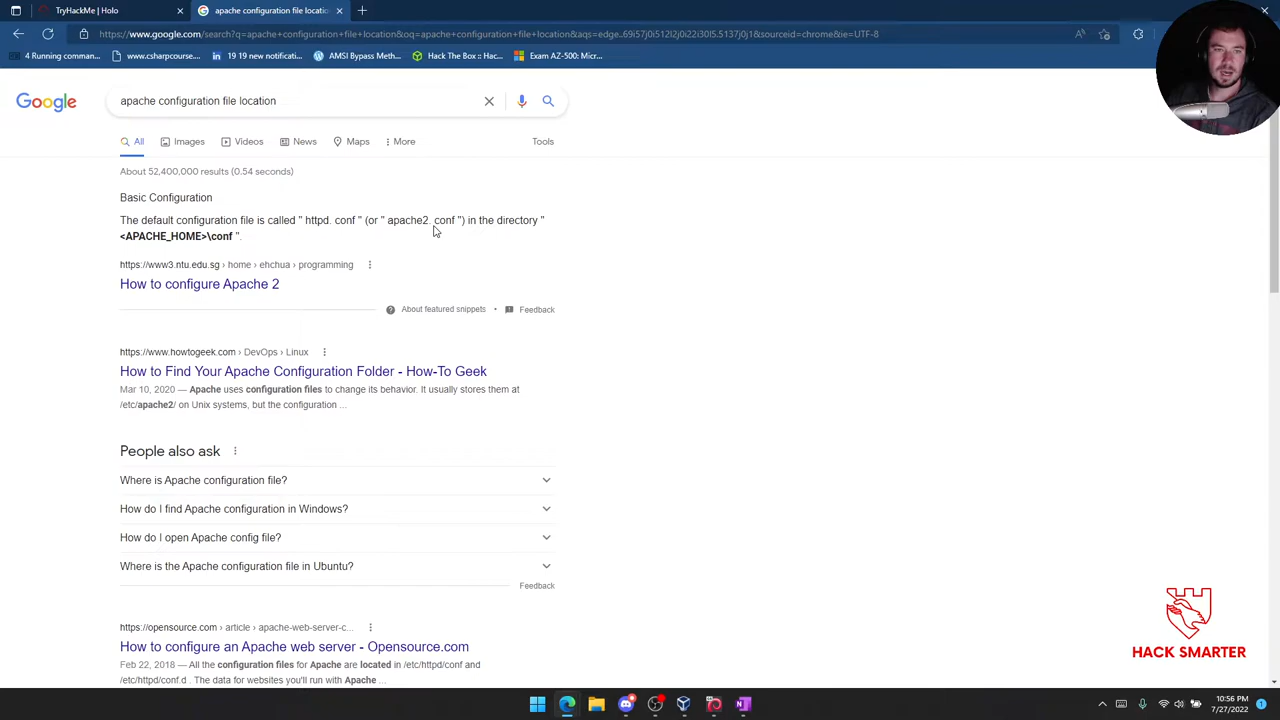 TryHackMe | Holo
apache configuration file locatio
https://www.google.com/search?q=apache+configuration+file+location&oq=apache+configuration+file+location&aqs=edge..69i57j0i512l2j0i22i30l5.5137j0j1&sourceid=chrome&ie=UTF-8
4 Running command...
www.csharpcourse....
19 19 new notificati...
AMSI Bypass Meth...
Hack The Box :: Hac...
Exam AZ-500: Micr...
Google
apache configuration file location
All
Images
Videos
News
Maps
More
Tools
About 52,400,000 results (0.54 seconds)
Basic Configuration
The default configuration file is called " httpd. conf " (or " apache2. conf ") in the directory "
<APACHE_HOME>\conf ".
https://www3.ntu.edu.sg › home › ehchua › programming
How to configure Apache 2
About featured snippets • Feedback
https://www.howtogeek.com › DevOps › Linux
How to Find Your Apache Configuration Folder - How-To Geek
Mar 10, 2020 — Apache uses configuration files to change its behavior. It usually stores them at
/etc/apache2/ on Unix systems, but the configuration ...
People also ask
Where is Apache configuration file?
How do I find Apache configuration in Windows?
How do I open Apache config file?
Where is the Apache configuration file in Ubuntu?
Feedback
https://opensource.com › article › apache-web-server-c...
How to configure an Apache web server - Opensource.com
Feb 22, 2018 — All the configuration files for Apache are located in /etc/httpd/conf and
/etc/httpd/conf.d . The data for websites you'll run with Apache ...
HACK SMARTER
10:56 PM
7/27/2022